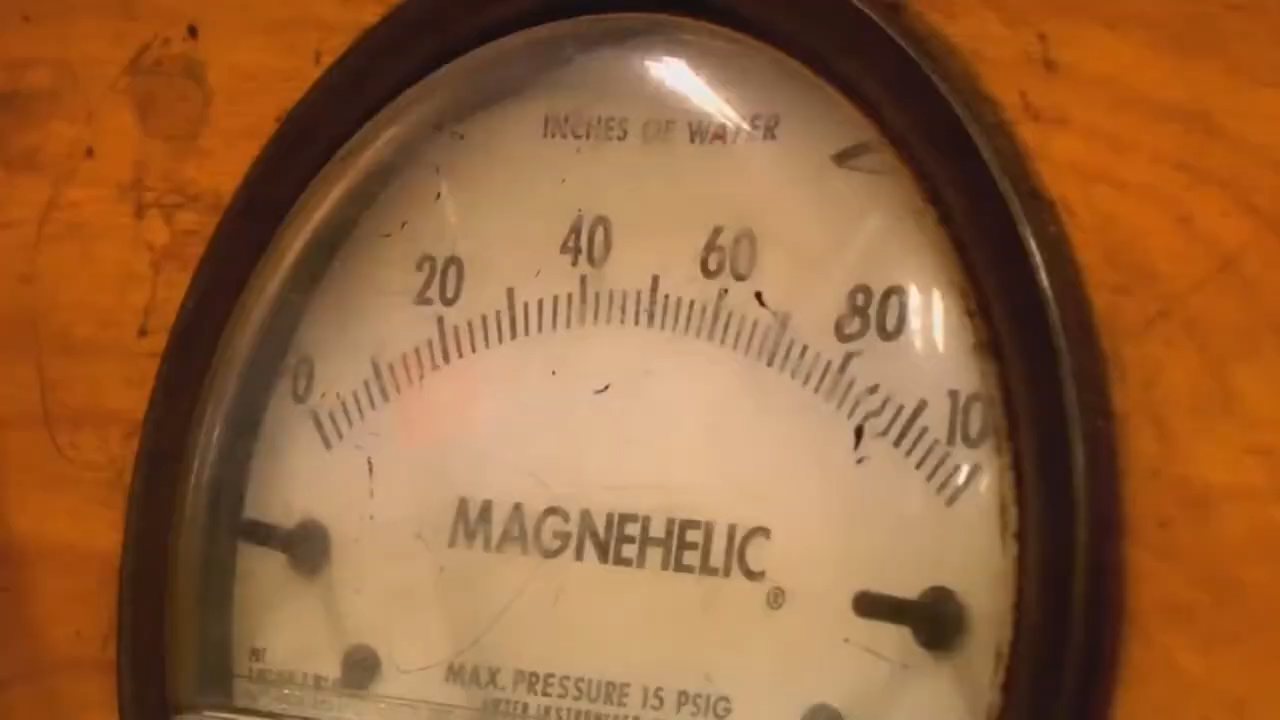 INCHES OF WATER
0 20 40 60 80 10
MAGNEHELIC
®
MAX. PRESSURE 15 PSIG